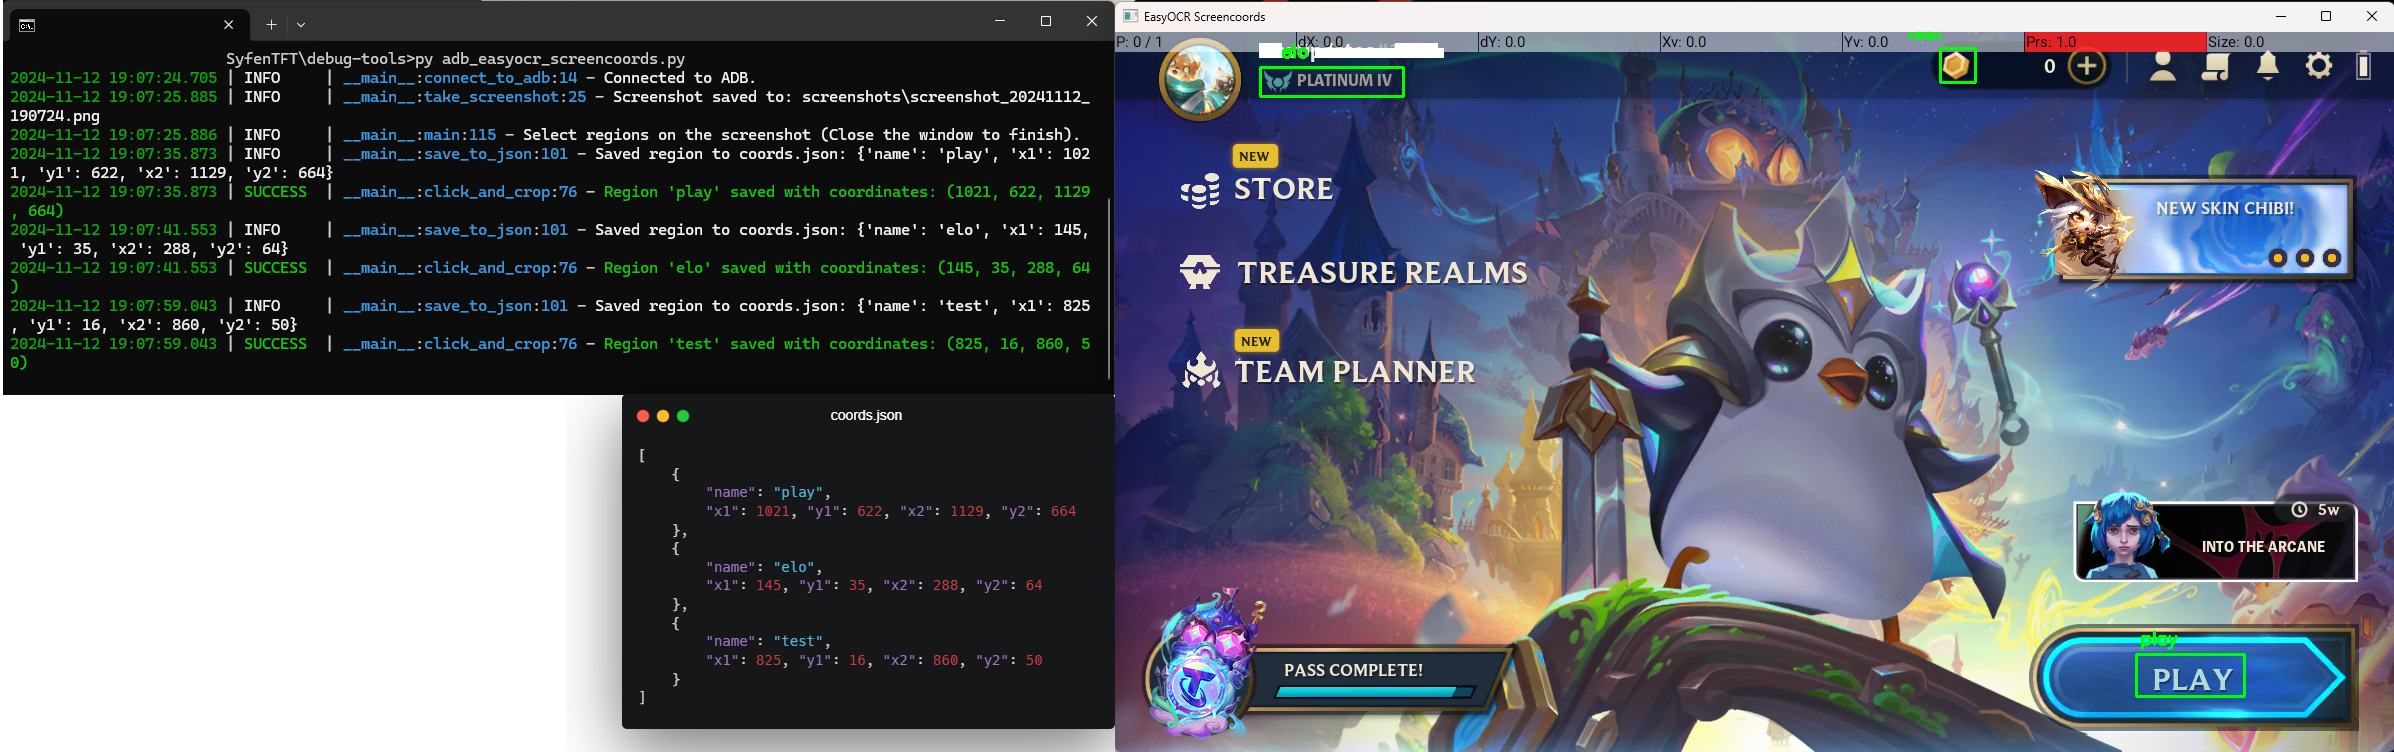 SyfenTFT\debug-tools>py adb_easyocr_screencoords.py
2024-11-12 19:07:24.705 | INFO     | __main__:connect_to_adb:14 - Connected to ADB.
2024-11-12 19:07:25.885 | INFO     | __main__:take_screenshot:25 - Screenshot saved to: screenshots\screenshot_20241112_
190724.png
2024-11-12 19:07:25.886 | INFO     | __main__:main:115 - Select regions on the screenshot (Close the window to finish).
2024-11-12 19:07:35.873 | INFO     | __main__:save_to_json:101 - Saved region to coords.json: {'name': 'play', 'x1': 102
1, 'y1': 622, 'x2': 1129, 'y2': 664}
2024-11-12 19:07:35.873 | SUCCESS  | __main__:click_and_crop:76 - Region 'play' saved with coordinates: (1021, 622, 1129
, 664)
2024-11-12 19:07:41.553 | INFO     | __main__:save_to_json:101 - Saved region to coords.json: {'name': 'elo', 'x1': 145,
 'y1': 35, 'x2': 288, 'y2': 64}
2024-11-12 19:07:41.553 | SUCCESS  | __main__:click_and_crop:76 - Region 'elo' saved with coordinates: (145, 35, 288, 64
)
2024-11-12 19:07:59.043 | INFO     | __main__:save_to_json:101 - Saved region to coords.json: {'name': 'test', 'x1': 825
, 'y1': 16, 'x2': 860, 'y2': 50}
2024-11-12 19:07:59.043 | SUCCESS  | __main__:click_and_crop:76 - Region 'test' saved with coordinates: (825, 16, 860, 5
0)
coords.json
[
    {
        "name": "play",
        "x1": 1021, "y1": 622, "x2": 1129, "y2": 664
    },
    {
        "name": "elo",
        "x1": 145, "y1": 35, "x2": 288, "y2": 64
    },
    {
        "name": "test",
        "x1": 825, "y1": 16, "x2": 860, "y2": 50
    }
]
EasyOCR Screencoords
P: 0 / 1 dX: 0.0 dY: 0.0 Xv: 0.0 Yv: 0.0 Prs: 1.0 Size: 0.0
elo
PLATINUM IV
0
NEW
STORE
TREASURE REALMS
NEW
TEAM PLANNER
NEW SKIN CHIBI!
5w
INTO THE ARCANE
PASS COMPLETE!
play
PLAY